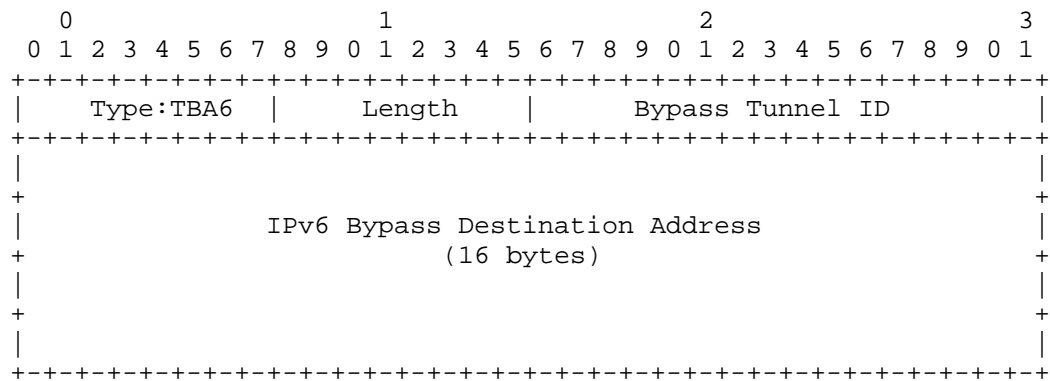 0                   1                   2                   3
 0 1 2 3 4 5 6 7 8 9 0 1 2 3 4 5 6 7 8 9 0 1 2 3 4 5 6 7 8 9 0 1
+-+-+-+-+-+-+-+-+-+-+-+-+-+-+-+-+-+-+-+-+-+-+-+-+-+-+-+-+-+-+-+-+
|    Type:TBA6  |     Length    |      Bypass Tunnel ID         |
+-+-+-+-+-+-+-+-+-+-+-+-+-+-+-+-+-+-+-+-+-+-+-+-+-+-+-+-+-+-+-+-+
|                                                               |
+                                                               +
|               IPv6 Bypass Destination Address                 |
+                          (16 bytes)                           +
|                                                               |
+                                                               +
|                                                               |
+-+-+-+-+-+-+-+-+-+-+-+-+-+-+-+-+-+-+-+-+-+-+-+-+-+-+-+-+-+-+-+-+